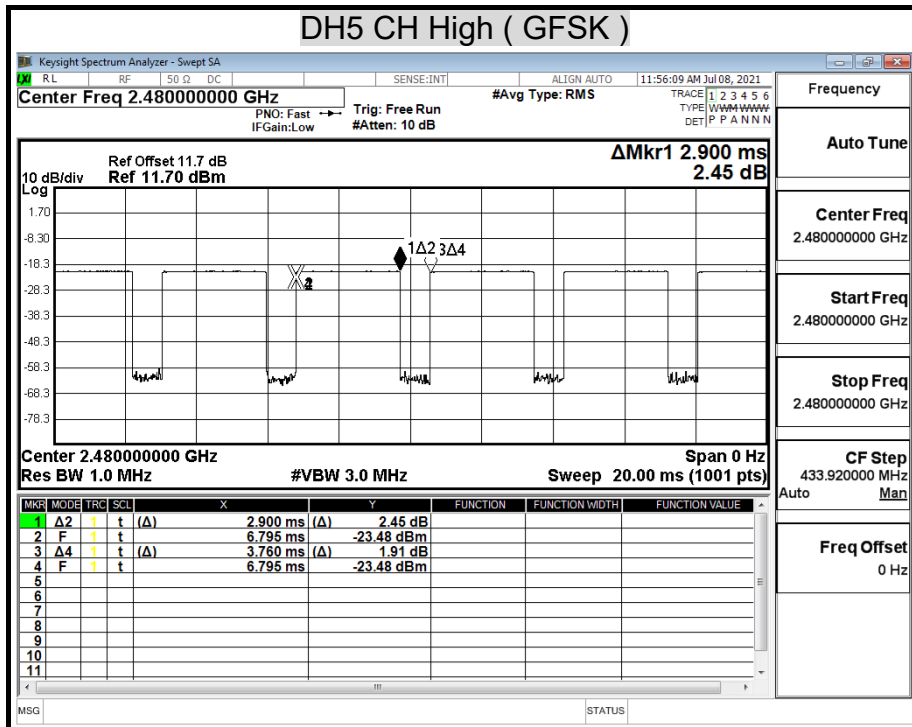 DH5 CH High ( GFSK )
Keysight Spectrum Analyzer - Swept SA
LXI RL RF 50 Ω DC SENSE:INT ALIGN AUTO 11:56:09 AM Jul 08, 2021
Center Freq 2.480000000 GHz
PNO: Fast
IFGain:Low
Trig: Free Run
#Atten: 10 dB
#Avg Type: RMS
TRACE 1 2 3 4 5 6
TYPE WWMWWW
DET P P A N N N
ΔMkr1 2.900 ms
2.45 dB
Ref Offset 11.7 dB
10 dB/div Ref 11.70 dBm
Log
1.70
-8.30
-18.3
-28.3
-38.3
-48.3
-58.3
-68.3
-78.3
1Δ2 3Δ4
Center 2.480000000 GHz Span 0 Hz
Res BW 1.0 MHz #VBW 3.0 MHz Sweep 20.00 ms (1001 pts)
MKR MODE TRC SCL X Y FUNCTION FUNCTION WIDTH FUNCTION VALUE
1 Δ2 1 t (Δ) 2.900 ms (Δ) 2.45 dB
2 F 1 t 6.795 ms -23.48 dBm
3 Δ4 1 t (Δ) 3.760 ms (Δ) 1.91 dB
4 F 1 t 6.795 ms -23.48 dBm
5
6
7
8
9
10
11
MSG STATUS
Frequency
Auto Tune
Center Freq
2.480000000 GHz
Start Freq
2.480000000 GHz
Stop Freq
2.480000000 GHz
CF Step
433.920000 MHz
Auto Man
Freq Offset
0 Hz